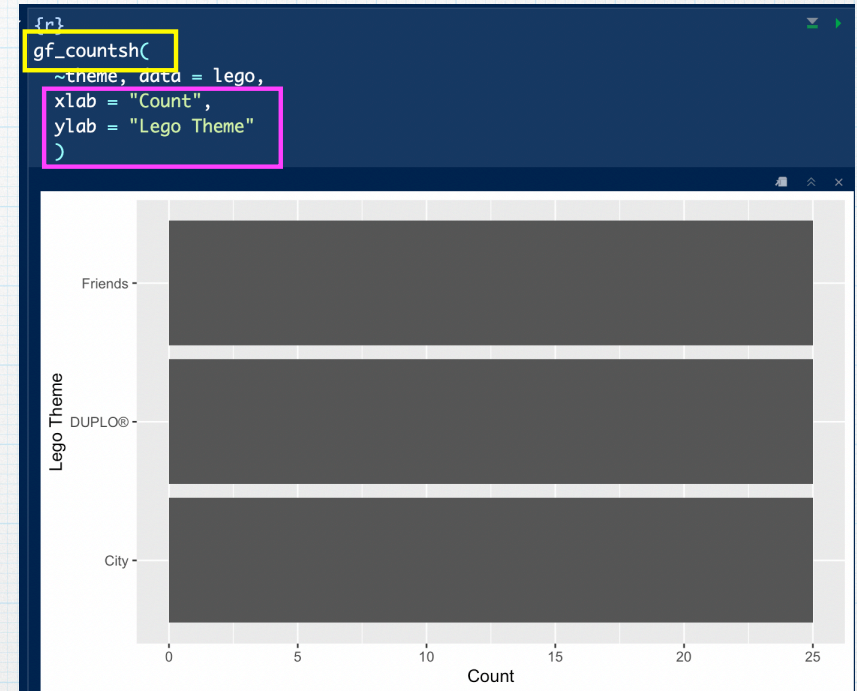 {r}
gf_countsh(
~theme, data = lego,
xlab = "Count",
ylab = "Lego Theme"
)
Friends
DUPLO®
City
Lego Theme
0 5 10 15 20 25
Count